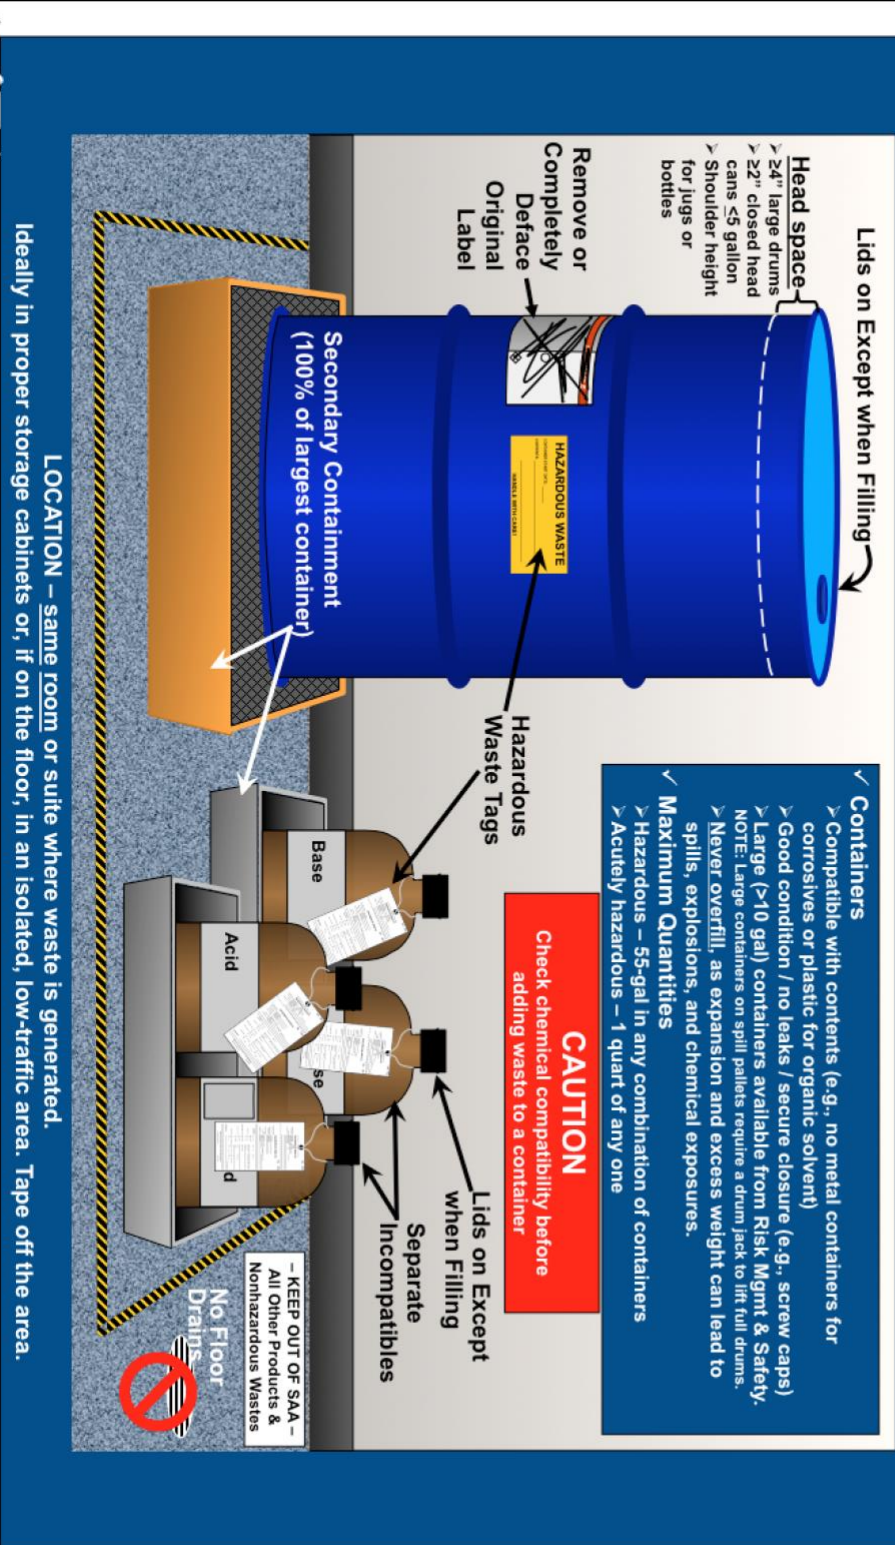 Lids on Except when Filling
Head space
➢ ≥4" large drums
➢ ≥2" closed head
cans ≤5 gallon
➢ Shoulder height
for jugs or
bottles
Remove or
Completely
Deface
Original
Label
HAZARDOUS WASTE
HANDLE WITH CARE!
Secondary Containment
(100% of largest container)
Hazardous
Waste Tags
✓ Containers
➢ Compatible with contents (e.g., no metal containers for
corrosives or plastic for organic solvent)
➢ Good condition / no leaks / secure closure (e.g., screw caps)
➢ Large (>10 gal) containers available from Risk Mgmt & Safety.
NOTE: Large containers on spill pallets require a drum jack to lift full drums.
➢ Never overfill, as expansion and excess weight can lead to
spills, explosions, and chemical exposures.
✓ Maximum Quantities
➢ Hazardous – 55-gal in any combination of containers
➢ Acutely hazardous – 1 quart of any one
CAUTION
Check chemical compatibility before
adding waste to a container
Lids on Except
when Filling
Separate
Incompatibles
Base
se
Acid
d
– KEEP OUT OF SAA –
All Other Products &
Nonhazardous Wastes
No Floor
Drains
LOCATION – same room or suite where waste is generated.
Ideally in proper storage cabinets or, if on the floor, in an isolated, low-traffic area. Tape off the area.